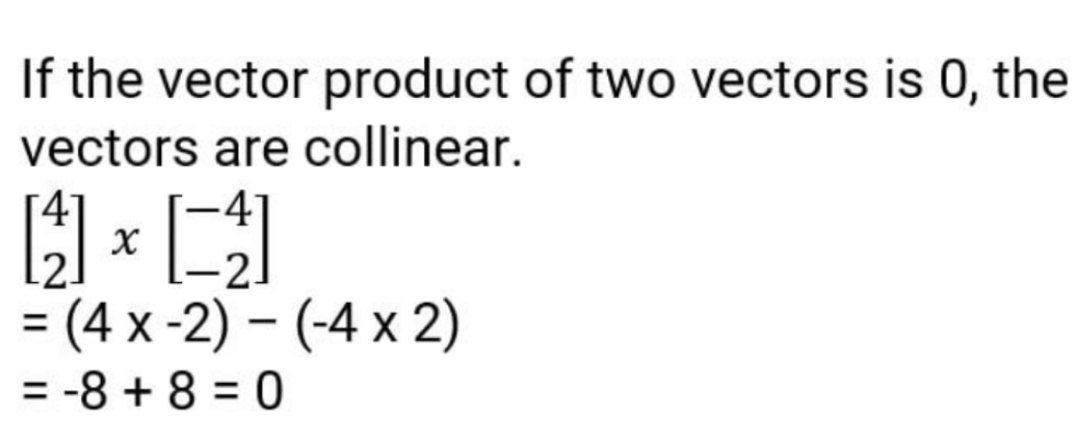 If the vector product of two vectors is 0, the
vectors are collinear.
[4 2] x [−4 −2]
= (4 x -2) − (-4 x 2)
= -8 + 8 = 0